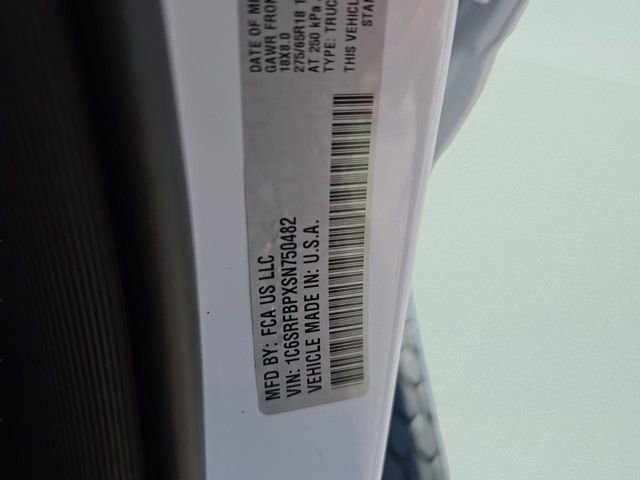 MFD BY: FCA US LLC
VIN: 1C6SRFBPXSN750482
VEHICLE MADE IN: U.S.A.
DATE OF
GAWR FRON
18X8.0
275/65R18
AT 250 kPa
TYPE: TRUC
THIS VEHICLE